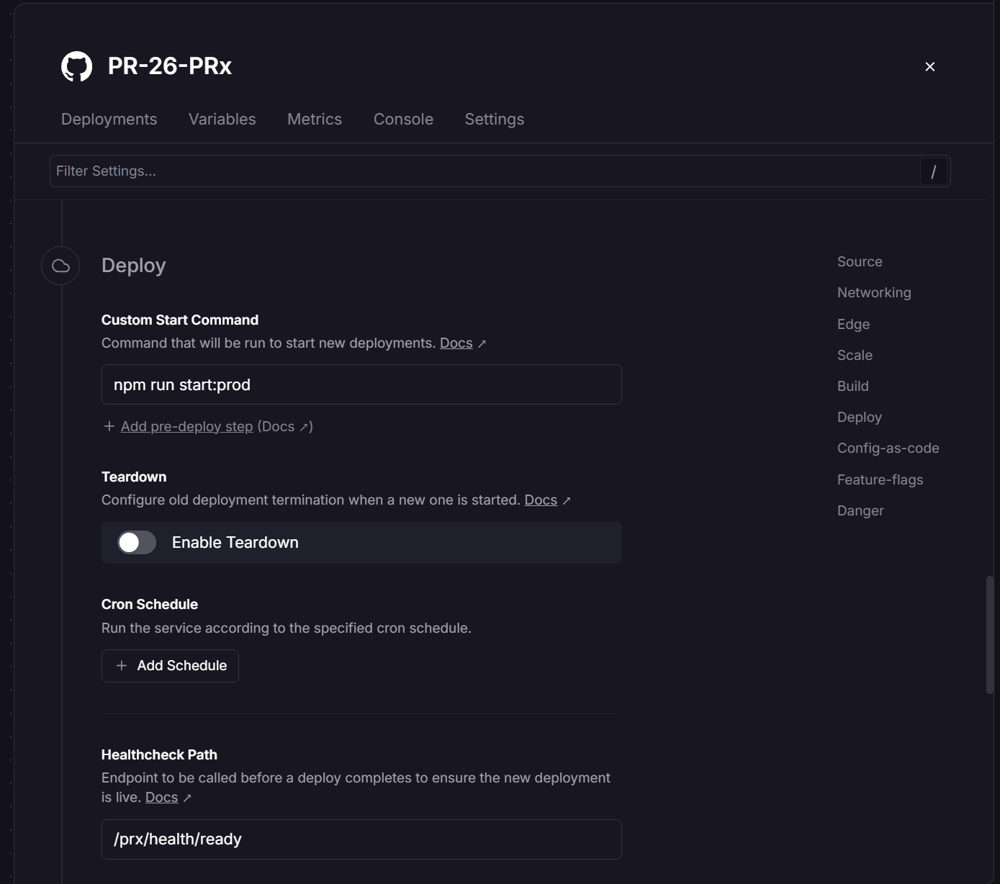 PR-26-PRx
Deployments Variables Metrics Console Settings
Filter Settings...
/
Deploy
Custom Start Command
Command that will be run to start new deployments. Docs ↗
npm run start:prod
+ Add pre-deploy step (Docs ↗)
Teardown
Configure old deployment termination when a new one is started. Docs ↗
Enable Teardown
Cron Schedule
Run the service according to the specified cron schedule.
+ Add Schedule
Healthcheck Path
Endpoint to be called before a deploy completes to ensure the new deployment
is live. Docs ↗
/prx/health/ready
Source
Networking
Edge
Scale
Build
Deploy
Config-as-code
Feature-flags
Danger